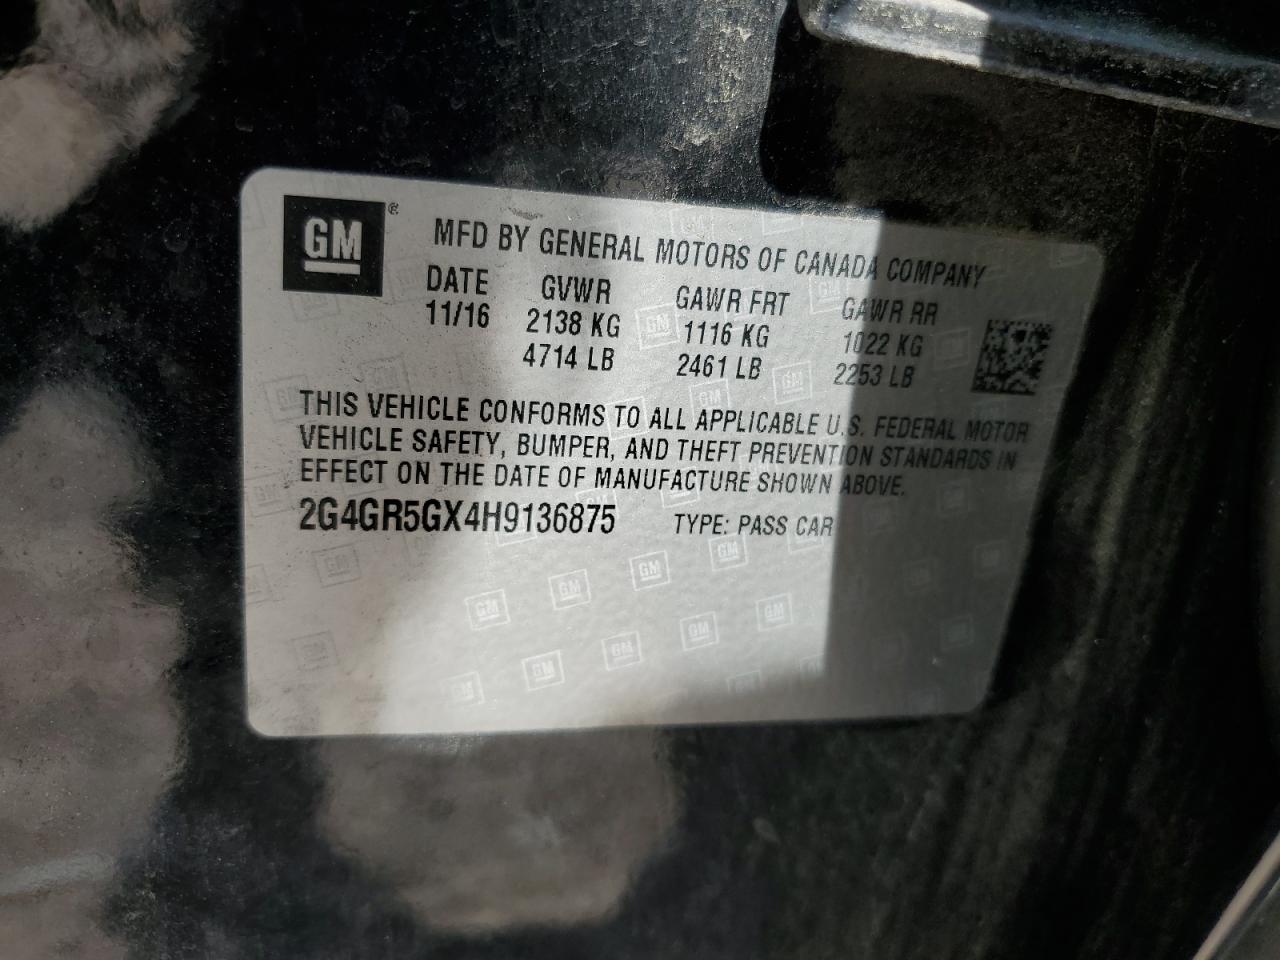 GM ®
MFD BY GENERAL MOTORS OF CANADA COMPANY
DATE GVWR GAWR FRT GAWR RR
11/16 2138 KG 1116 KG 1022 KG
4714 LB 2461 LB 2253 LB
THIS VEHICLE CONFORMS TO ALL APPLICABLE U.S. FEDERAL MOTOR
VEHICLE SAFETY, BUMPER, AND THEFT PREVENTION STANDARDS IN
EFFECT ON THE DATE OF MANUFACTURE SHOWN ABOVE.
2G4GR5GX4H9136875 TYPE: PASS CAR